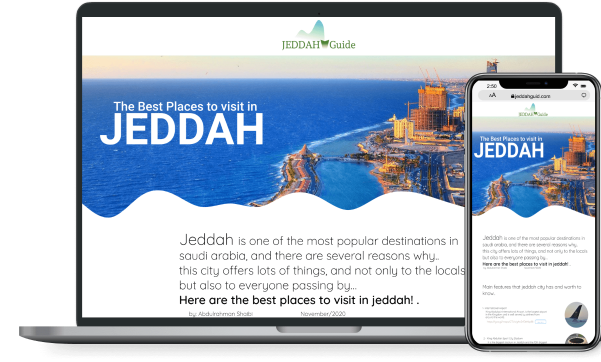 JEDDAH Guide
The Best Places to visit in
JEDDAH
Jeddah is one of the most popular destinations in
saudi arabia, and there are several reasons why..
this city offers lots of things, and not only to the locals
but also to everyone passing by...
Here are the best places to visit in jeddah! .
by: Abdulrahman Shaibi November/2020
2:50
AA jeddahguid.com
JEDDAH Guide
The Best Places to visit in
JEDDAH
Jeddah is one of the most popular destinations in
saudi arabia, and there are several reasons why..
this city offers lots of things, and not only to the locals
but also to everyone passing by...
Here are the best places to visit in jeddah! .
Main features that jeddah city has and worth to
know..